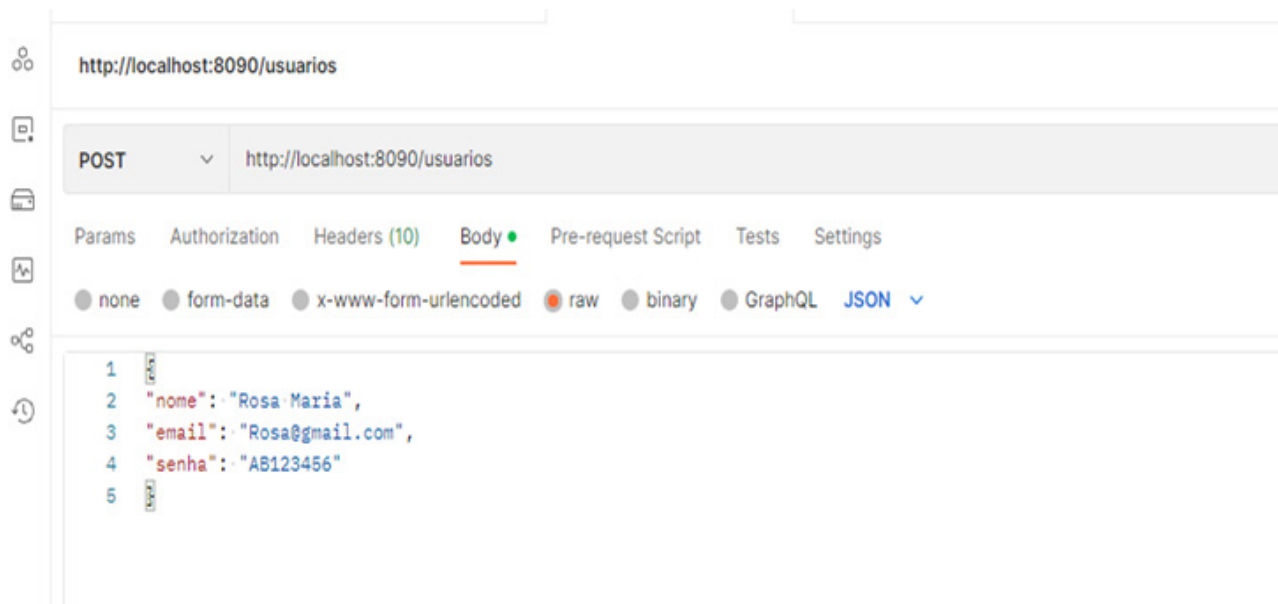 http://localhost:8090/usuarios
POST http://localhost:8090/usuarios
Params Authorization Headers (10) Body Pre-request Script Tests Settings
none form-data x-www-form-urlencoded raw binary GraphQL JSON
1 {
2 "nome": "Rosa Maria",
3 "email": "Rosa@gmail.com",
4 "senha": "AB123456"
5 }